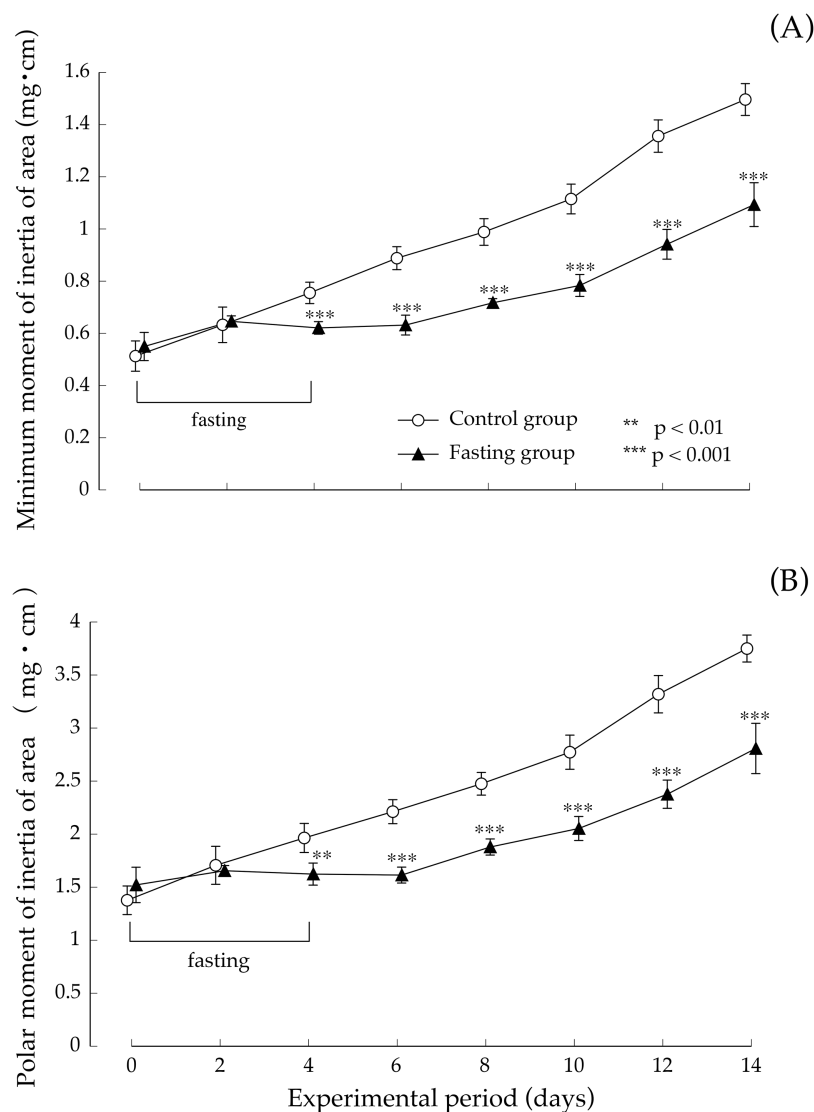 (A)
Minimum moment of inertia of area (mg·cm)
1.6
1.4
1.2
1
0.8
0.6
0.4
0.2
0
***
***
***
***
***
***
fasting
Control group
Fasting group
** p < 0.01
*** p < 0.001
(B)
Polar moment of inertia of area ( mg · cm )
4
3.5
3
2.5
2
1.5
1
0.5
0
**
***
***
***
***
***
fasting
0 2 4 6 8 10 12 14
Experimental period (days)